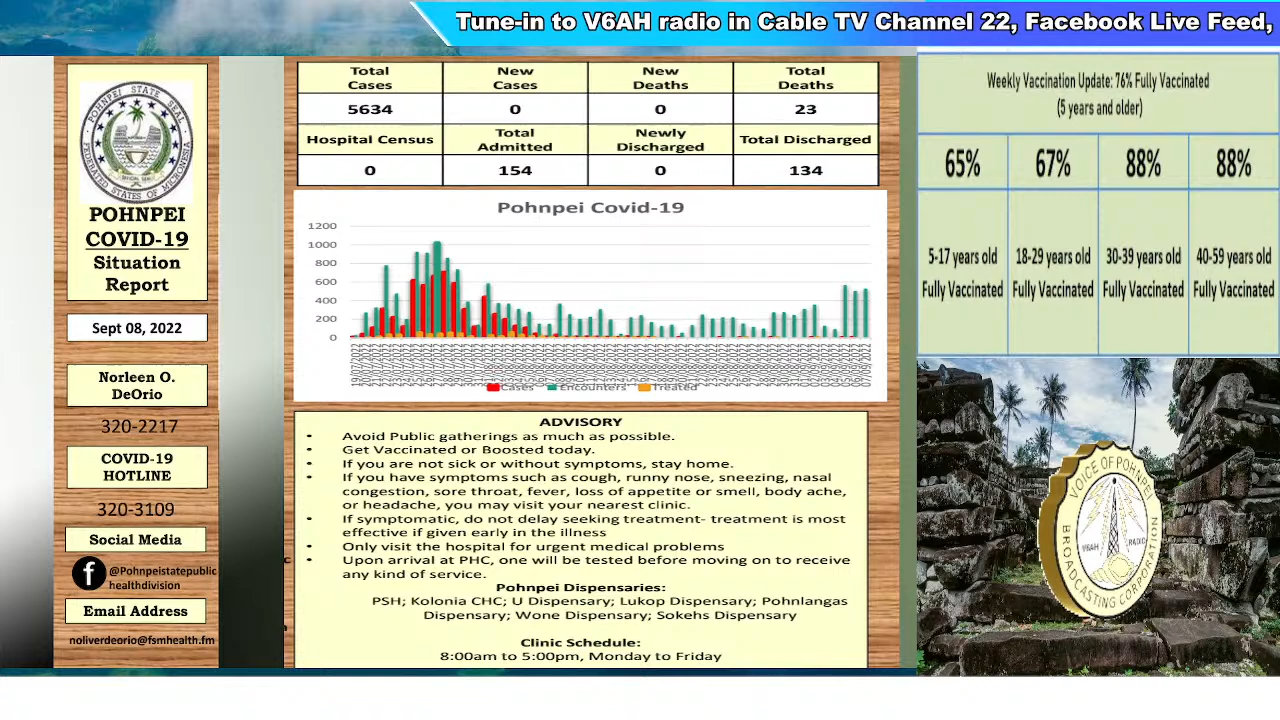 Tune-in to V6AH radio in Cable TV Channel 22, Facebook Live Feed,
POHNPEI STATE SEAL
FEDERATED STATES OF MICRONESIA
POHNPEI
COVID-19
Situation
Report
Sept 08, 2022
Norleen O.
DeOrio
320-2217
COVID-19
HOTLINE
320-3109
Social Media
@Pohnpeistatepublic
healthdivision
Email Address
noliverdeorio@fsmhealth.fm
Total Cases New Cases New Deaths Total Deaths
5634 0 0 23
Hospital Census Total Admitted Newly Discharged Total Discharged
0 154 0 134
Pohnpei Covid-19
1200
1000
800
600
400
200
0
Cases Encounters Treated
ADVISORY
• Avoid Public gatherings as much as possible.
• Get Vaccinated or Boosted today.
• If you are not sick or without symptoms, stay home.
• If you have symptoms such as cough, runny nose, sneezing, nasal
congestion, sore throat, fever, loss of appetite or smell, body ache,
or headache, you may visit your nearest clinic.
• If symptomatic, do not delay seeking treatment- treatment is most
effective if given early in the illness
• Only visit the hospital for urgent medical problems
• Upon arrival at PHC, one will be tested before moving on to receive
any kind of service.
Pohnpei Dispensaries:
PSH; Kolonia CHC; U Dispensary; Lukop Dispensary; Pohnlangas
Dispensary; Wone Dispensary; Sokehs Dispensary
Clinic Schedule:
8:00am to 5:00pm, Monday to Friday
Weekly Vaccination Update: 76% Fully Vaccinated
(5 years and older)
65% 67% 88% 88%
5-17 years old 18-29 years old 30-39 years old 40-59 years old
Fully Vaccinated Fully Vaccinated Fully Vaccinated Fully Vaccinated
VOICE OF POHNPEI
V6AH RADIO
BROADCASTING CORPORATION